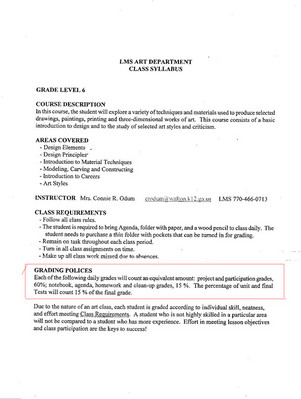 LMS ART DEPARTMENT
CLASS SYLLABUS
GRADE LEVEL 6
COURSE DESCRIPTION
In this course, the student will explore a variety of techniques and materials used to produce selected
drawings, paintings, printing and three-dimensional works of art. This course consists of a basic
introduction to design and to the study of selected art styles and criticism.
AREAS COVERED
- Design Elements
- Design Principles
- Introduction to Material Techniques
- Modeling, Carving and Constructing
- Introduction to Careers
- Art Styles
INSTRUCTOR Mrs. Connie R. Odum codum@walton.k12.ga.us LMS 770-466-0713
CLASS REQUIREMENTS
- Follow all class rules.
- The student is required to bring Agenda, folder with paper, and a wood pencil to class daily. The
student needs to purchase a thin folder with pockets that can be turned in for grading.
- Remain on task throughout each class period.
- Turn in all class assignments on time.
- Make up all class work missed due to absences.
GRADING POLICES
Each of the following daily grades will count an equivalent amount: project and participation grades,
60%; notebook, agenda, homework and clean-up grades, 15 %. The percentage of unit and final
Tests will count 15 % of the final grade.
Due to the nature of an art class, each student is graded according to individual skill, neatness,
and effort meeting Class Requirements. A student who is not highly skilled in a particular area
will not be compared to a student who has more experience. Effort in meeting lesson objectives
and class participation are the keys to success!